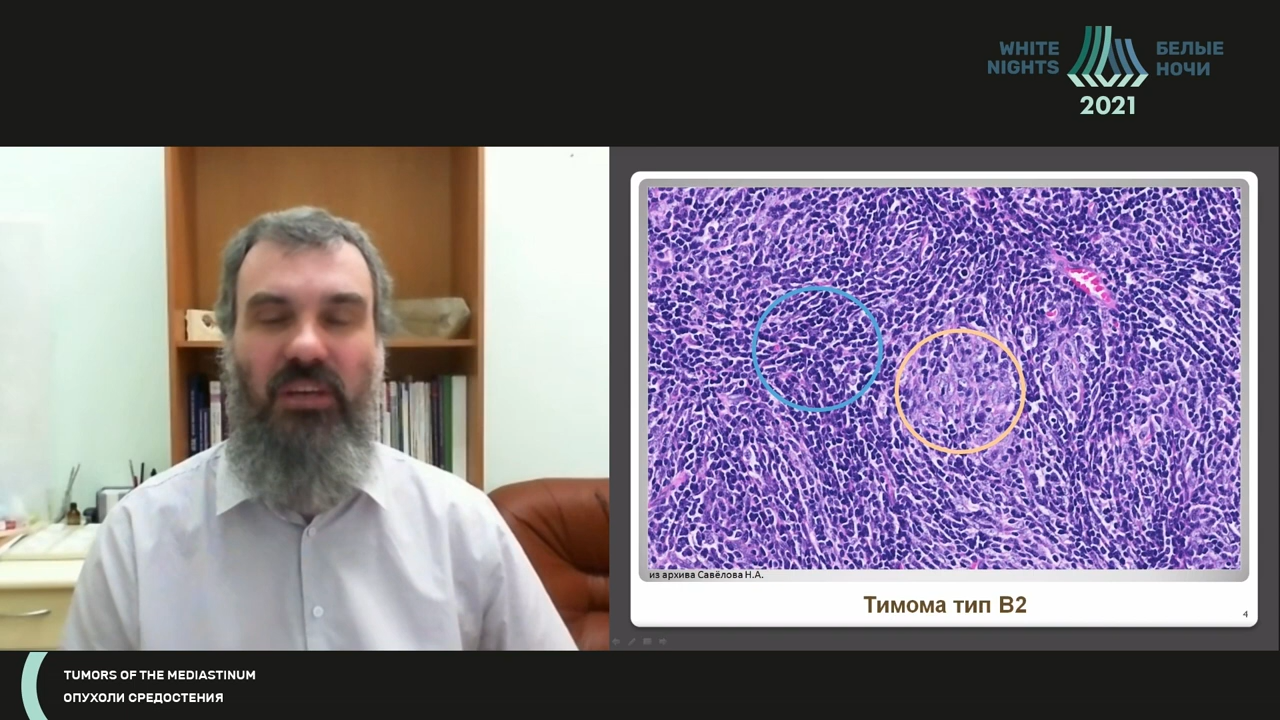 WHITE
NIGHTS
БЕЛЫЕ
НОЧИ
2021
из архива Савёлова Н.А.
Тимома тип В2
4
TUMORS OF THE MEDIASTINUM
ОПУХОЛИ СРЕДОСТЕНИЯ